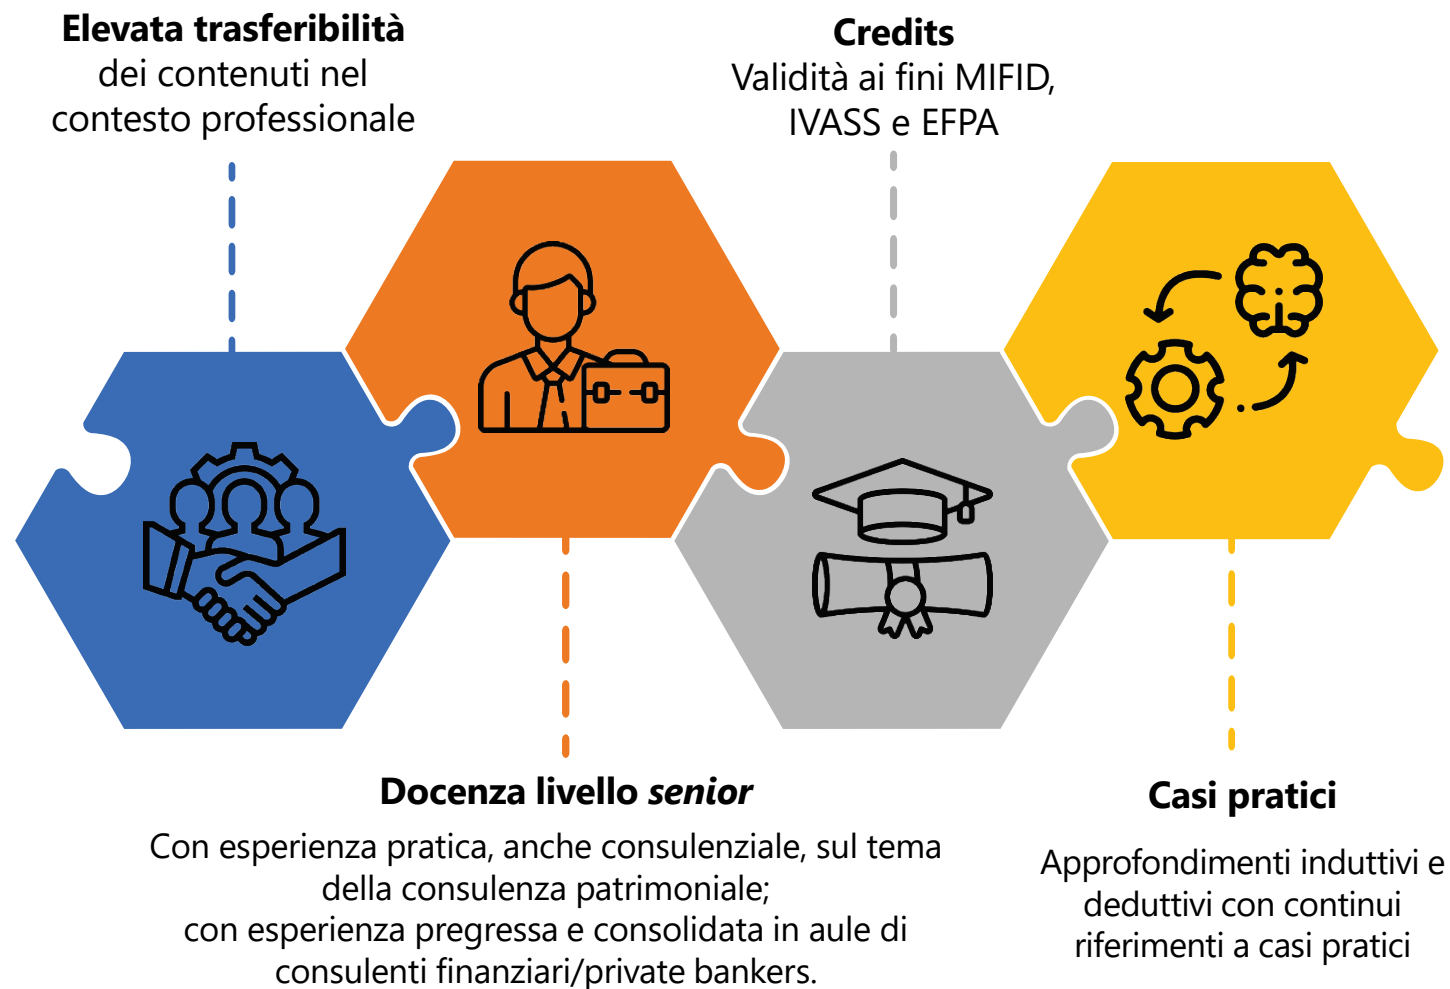 Elevata trasferibilità
dei contenuti nel
contesto professionale
Credits
Validità ai fini MIFID,
IVASS e EFPA
Docenza livello senior
Con esperienza pratica, anche consulenziale, sul tema
della consulenza patrimoniale;
con esperienza pregressa e consolidata in aule di
consulenti finanziari/private bankers.
Casi pratici
Approfondimenti induttivi e
deduttivi con continui
riferimenti a casi pratici